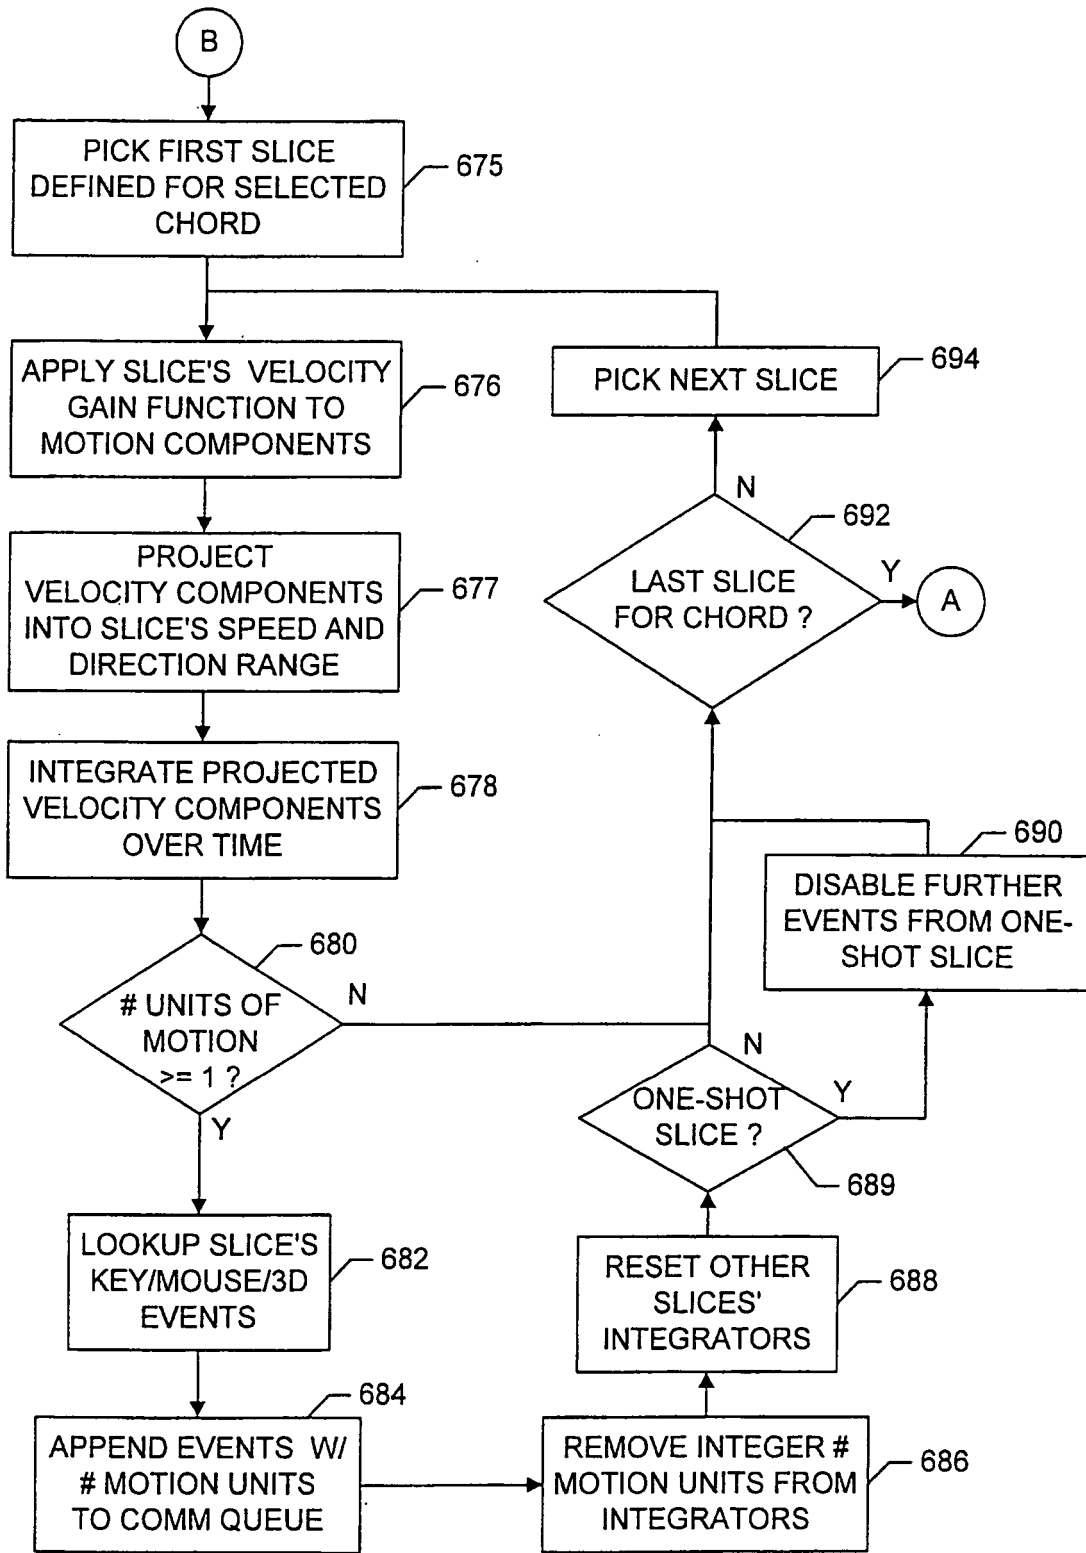 B
PICK FIRST SLICE
DEFINED FOR SELECTED
CHORD
675
APPLY SLICE'S VELOCITY
GAIN FUNCTION TO
MOTION COMPONENTS
676
PROJECT
VELOCITY COMPONENTS
INTO SLICE'S SPEED AND
DIRECTION RANGE
677
INTEGRATE PROJECTED
VELOCITY COMPONENTS
OVER TIME
678
# UNITS OF
MOTION
>= 1 ?
680
N
Y
LOOKUP SLICE'S
KEY/MOUSE/3D
EVENTS
682
APPEND EVENTS W/
# MOTION UNITS
TO COMM QUEUE
684
REMOVE INTEGER #
MOTION UNITS FROM
INTEGRATORS
686
RESET OTHER
SLICES'
INTEGRATORS
688
ONE-SHOT
SLICE ?
689
N
Y
DISABLE FURTHER
EVENTS FROM ONE-
SHOT SLICE
690
LAST SLICE
FOR CHORD ?
692
N
Y
A
PICK NEXT SLICE
694